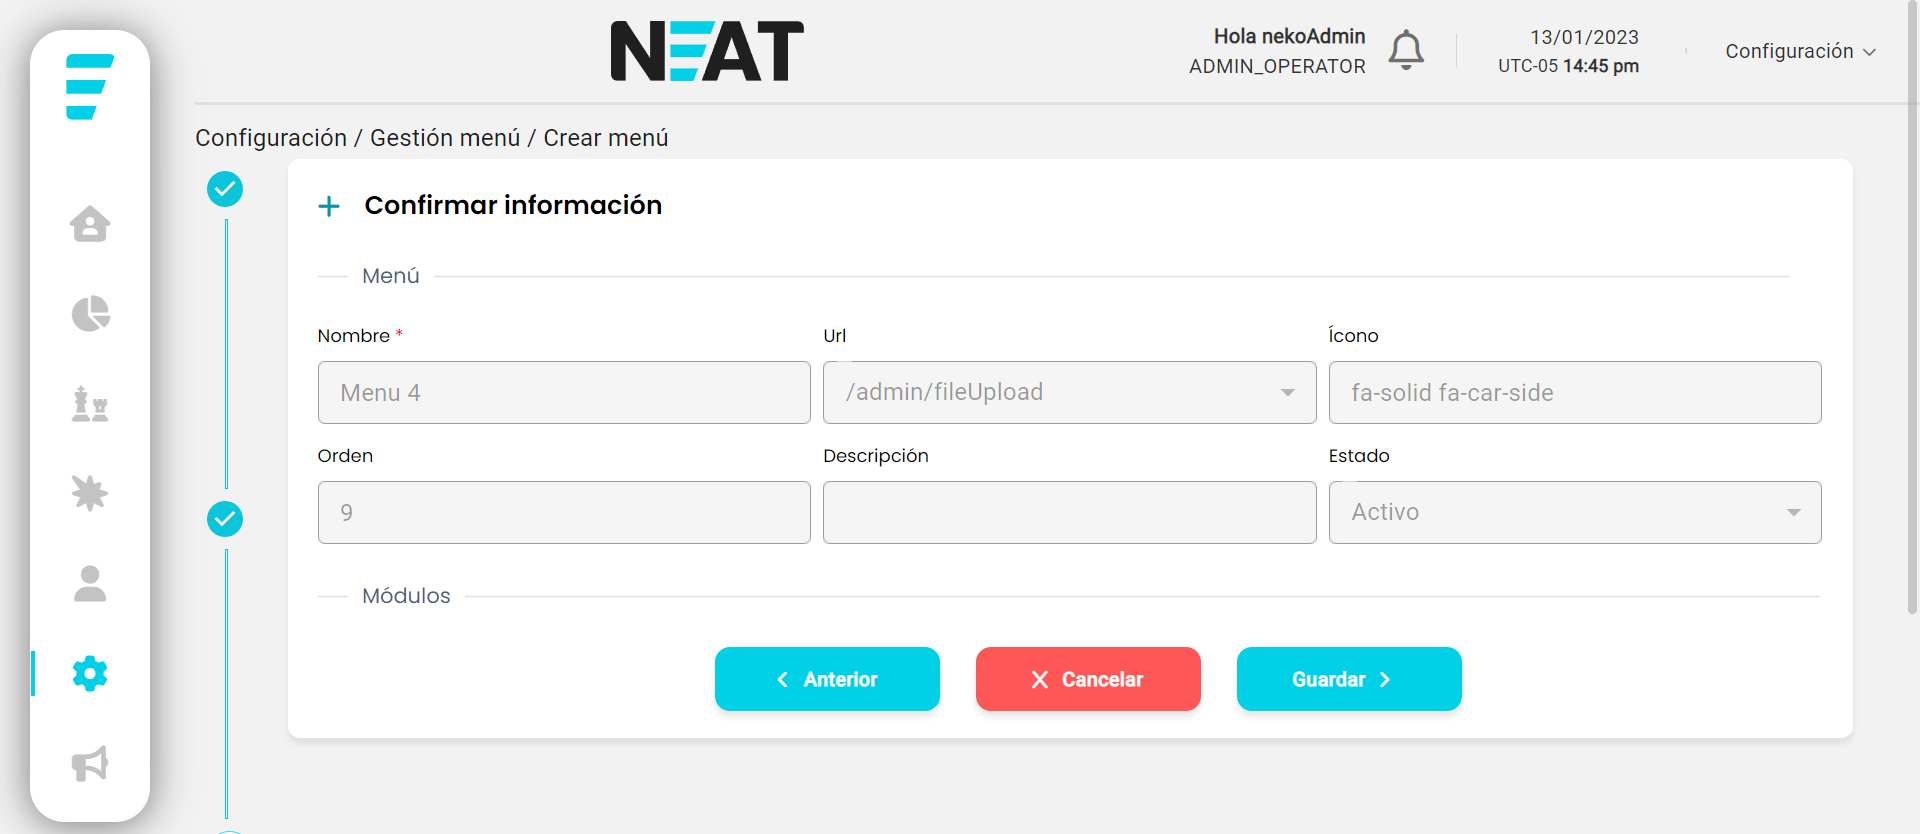 NEAT
Hola nekoAdmin
ADMIN_OPERATOR
13/01/2023
UTC-05 14:45 pm
Configuración
Configuración / Gestión menú / Crear menú
Confirmar información
Menú
Nombre *
Url
Ícono
Menu 4
/admin/fileUpload
fa-solid fa-car-side
Orden
Descripción
Estado
9
Activo
Módulos
Anterior
Cancelar
Guardar